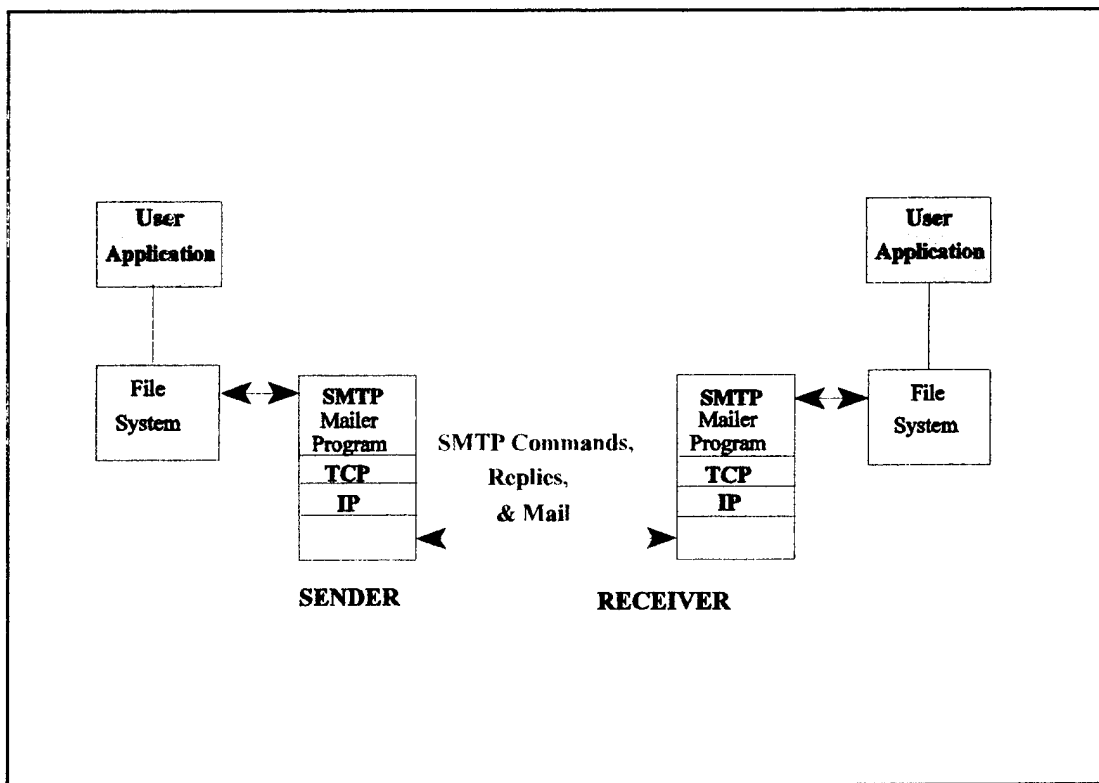 User
Application
User
Application
File
System
SMTP
Mailer
Program
TCP
IP
SMTP Commands,
Replies,
& Mail
SMTP
Mailer
Program
TCP
IP
File
System
SENDER
RECEIVER